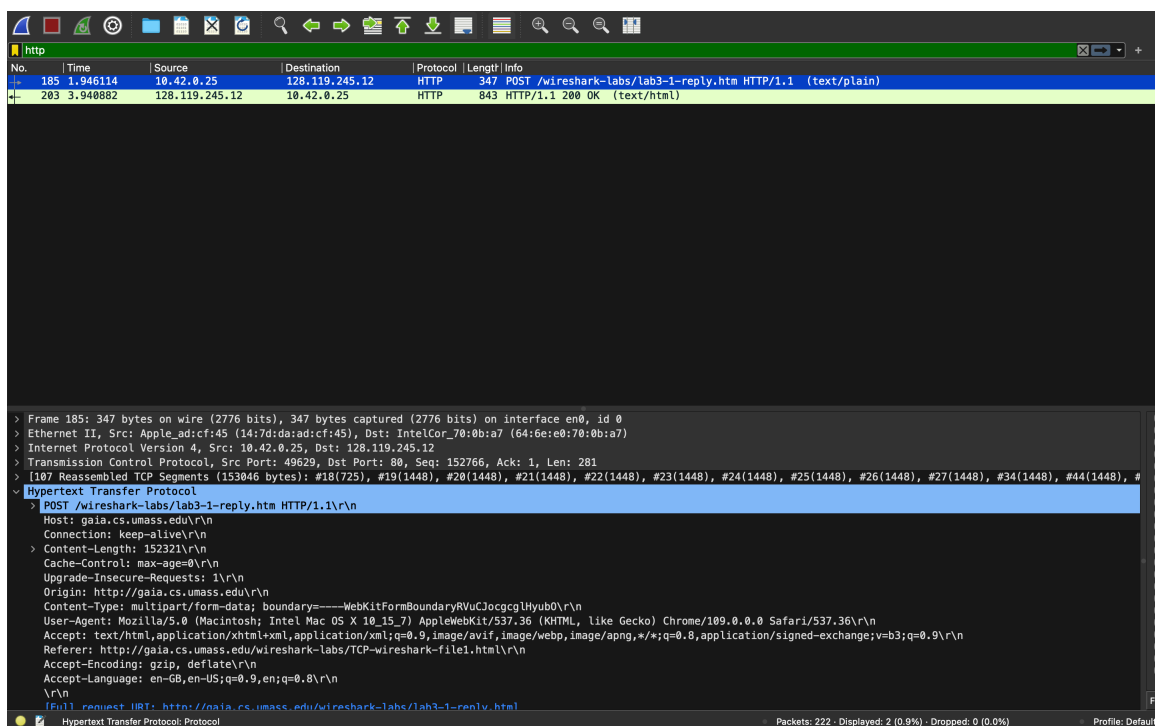 http
No. Time Source Destination Protocol Length Info
185 1.946114 10.42.0.25 128.119.245.12 HTTP 347 POST /wireshark-labs/lab3-1-reply.htm HTTP/1.1 (text/plain)
203 3.940882 128.119.245.12 10.42.0.25 HTTP 843 HTTP/1.1 200 OK (text/html)
Frame 185: 347 bytes on wire (2776 bits), 347 bytes captured (2776 bits) on interface en0, id 0
Ethernet II, Src: Apple_ad:cf:45 (14:7d:da:ad:cf:45), Dst: IntelCor_70:0b:a7 (64:6e:e0:70:0b:a7)
Internet Protocol Version 4, Src: 10.42.0.25, Dst: 128.119.245.12
Transmission Control Protocol, Src Port: 49629, Dst Port: 80, Seq: 152766, Ack: 1, Len: 281
[107 Reassembled TCP Segments (153046 bytes): #18(725), #19(1448), #20(1448), #21(1448), #22(1448), #23(1448), #24(1448), #25(1448), #26(1448), #27(1448), #34(1448), #44(1448), #
Hypertext Transfer Protocol
POST /wireshark-labs/lab3-1-reply.htm HTTP/1.1\r\n
Host: gaia.cs.umass.edu\r\n
Connection: keep-alive\r\n
Content-Length: 152321\r\n
Cache-Control: max-age=0\r\n
Upgrade-Insecure-Requests: 1\r\n
Origin: http://gaia.cs.umass.edu\r\n
Content-Type: multipart/form-data; boundary=----WebKitFormBoundaryRVuCJocgcglHyubO\r\n
User-Agent: Mozilla/5.0 (Macintosh; Intel Mac OS X 10_15_7) AppleWebKit/537.36 (KHTML, like Gecko) Chrome/109.0.0.0 Safari/537.36\r\n
Accept: text/html,application/xhtml+xml,application/xml;q=0.9,image/avif,image/webp,image/apng,*/*;q=0.8,application/signed-exchange;v=b3;q=0.9\r\n
Referer: http://gaia.cs.umass.edu/wireshark-labs/TCP-wireshark-file1.html\r\n
Accept-Encoding: gzip, deflate\r\n
Accept-Language: en-GB,en-US;q=0.9,en;q=0.8\r\n
\r\n
[Full request URI: http://gaia.cs.umass.edu/wireshark-labs/lab3-1-reply.htm]
Hypertext Transfer Protocol: Protocol Packets: 222 · Displayed: 2 (0.9%) · Dropped: 0 (0.0%) Profile: Default